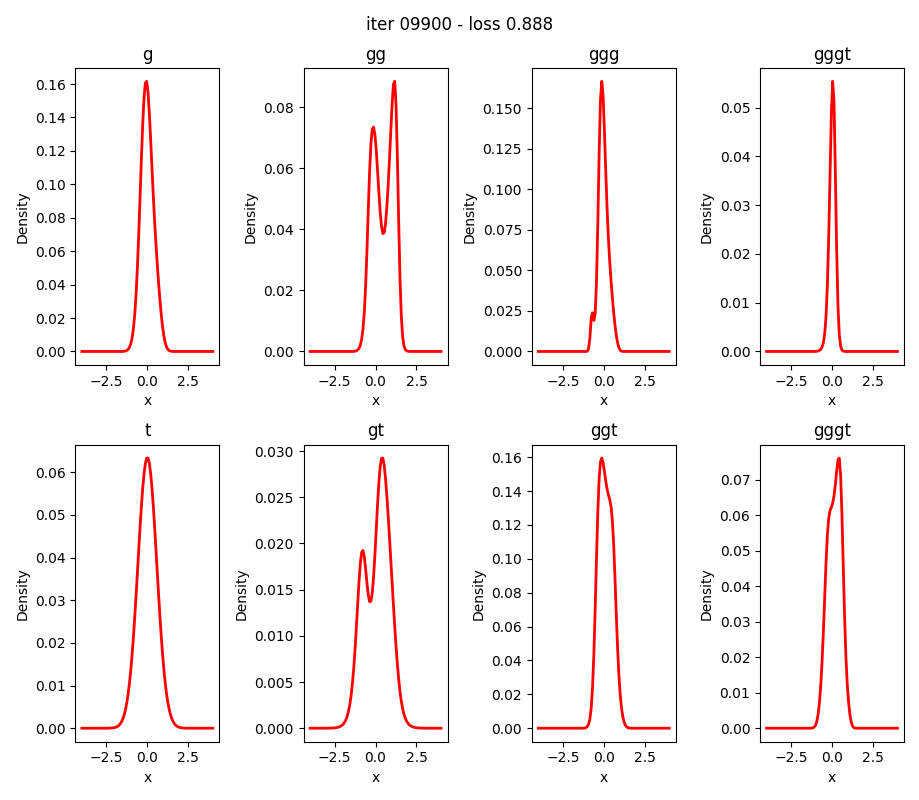 iter 09900 - loss 0.888
g gg ggg gggt
0.16 0.14 0.12 0.10 0.08 0.06 0.04 0.02 0.00
Density
−2.5 0.0 2.5
x
0.08 0.06 0.04 0.02 0.00
Density
−2.5 0.0 2.5
x
0.150 0.125 0.100 0.075 0.050 0.025 0.000
Density
−2.5 0.0 2.5
x
0.05 0.04 0.03 0.02 0.01 0.00
Density
−2.5 0.0 2.5
x
t gt ggt gggt
0.06 0.05 0.04 0.03 0.02 0.01 0.00
Density
−2.5 0.0 2.5
x
0.030 0.025 0.020 0.015 0.010 0.005 0.000
Density
−2.5 0.0 2.5
x
0.16 0.14 0.12 0.10 0.08 0.06 0.04 0.02 0.00
Density
−2.5 0.0 2.5
x
0.07 0.06 0.05 0.04 0.03 0.02 0.01 0.00
Density
−2.5 0.0 2.5
x